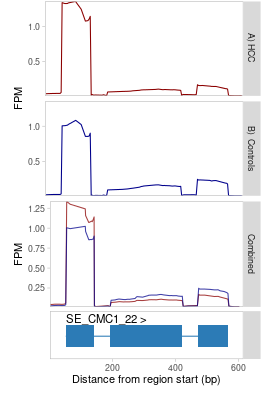 1.0
0.5
FPM
A) HCC
1.0
0.5
B) Controls
1.25
1.00
0.75
0.50
0.25
FPM
Combined
SE_CMC1_22 >
0
200
400
600
Distance from region start (bp)